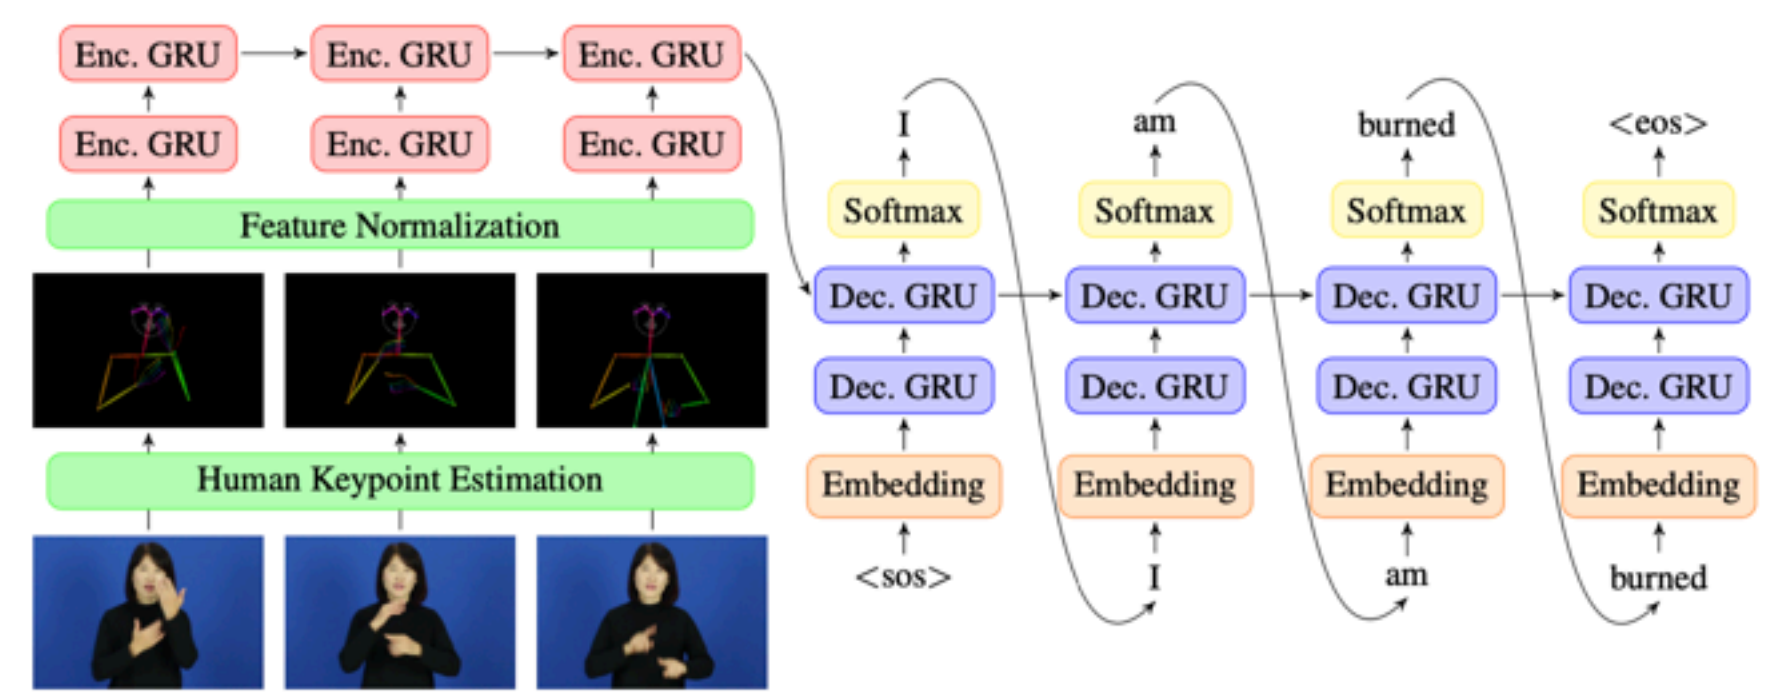 Enc. GRU Enc. GRU Enc. GRU
Enc. GRU Enc. GRU Enc. GRU
Feature Normalization
Human Keypoint Estimation
I am burned <eos>
Softmax Softmax Softmax Softmax
Dec. GRU Dec. GRU Dec. GRU Dec. GRU
Dec. GRU Dec. GRU Dec. GRU Dec. GRU
Embedding Embedding Embedding Embedding
<sos> I am burned